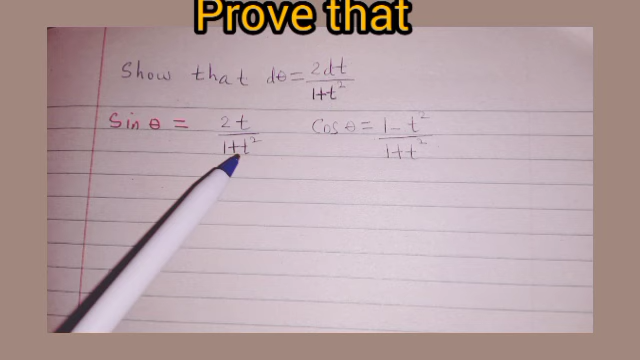 Prove that
Show that dθ = 2dt/1+t²
Sin θ = 2t/1+t² Cos θ = 1-t²/1+t²